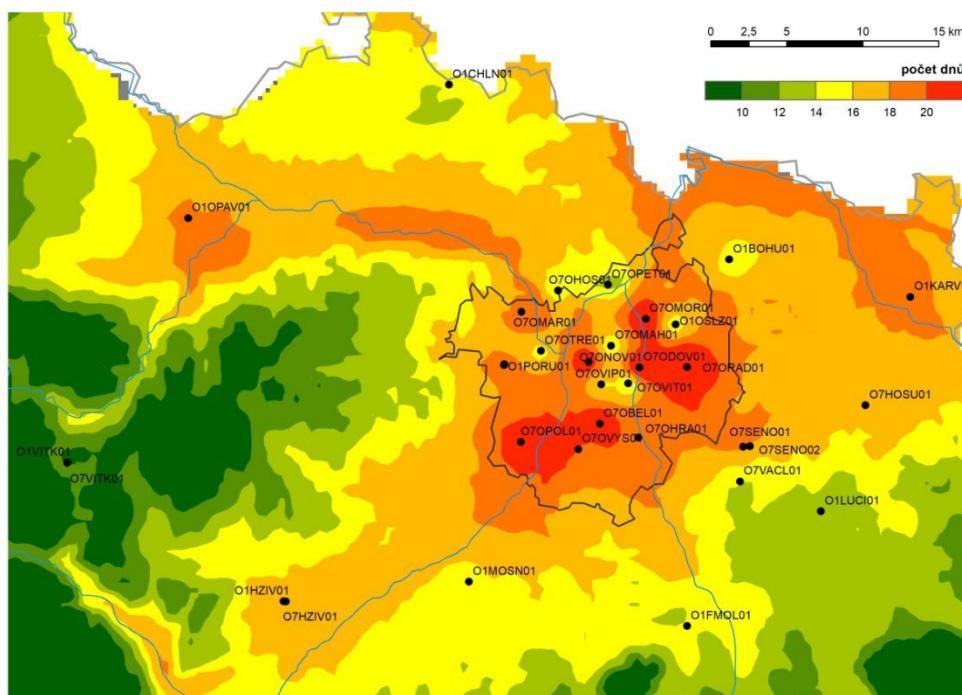 0 2,5 5 10 15 km
počet dnů
10 12 14 16 18 20
O1CHLN01
O1OPAV01
O1BOHU01
O7OHOS01
O7OPET01
O1KARV
O7OMAR01
O7OMOR01
O1OSLZ01
O7OTRE01
O7OMAH01
O1PORU01
O7ONOV01
O7ODOV01
O7ORAD01
O7OVIP01
O7OVIT01
O7HOSU01
O7OBEL01
O7OPOL01
O7OHRA01
O7OVYS01
O7SENO01
O7SENO02
O1VITK01
O7VITK01
O7VACL01
O1LUCI01
O1MOSN01
O1HZIV01
O7HZIV01
O1FMOL01